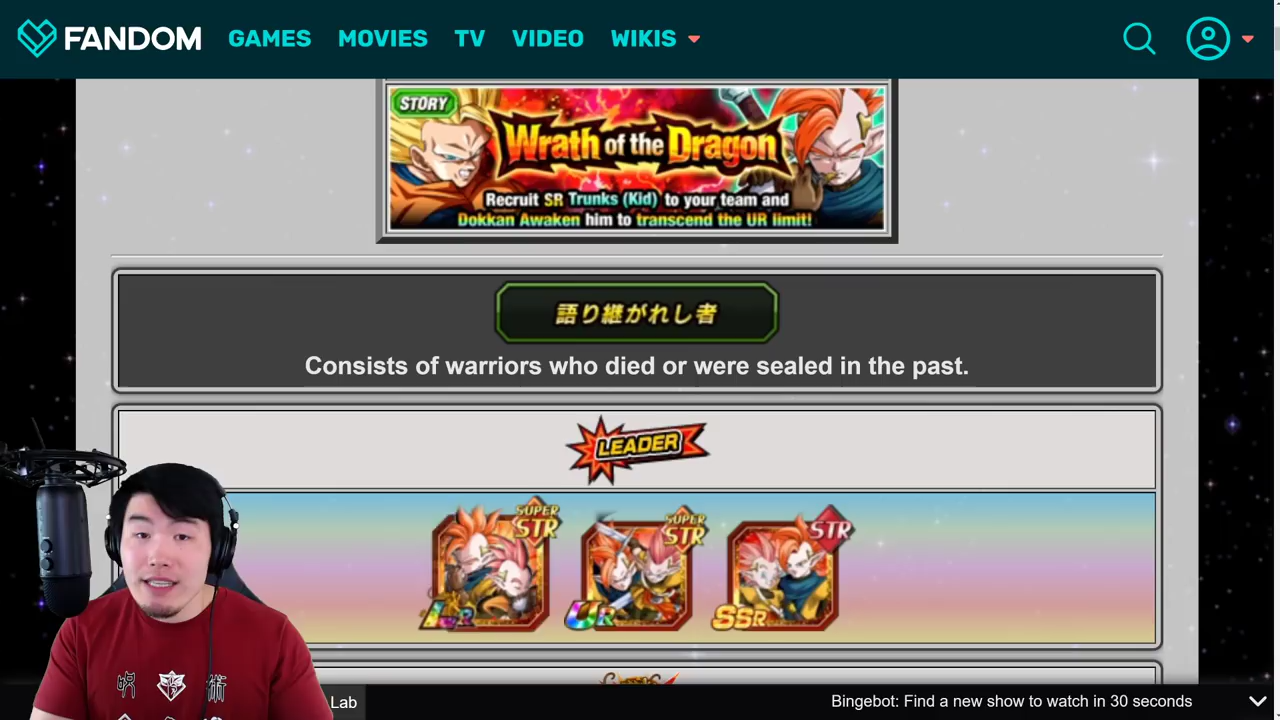 FANDOM GAMES MOVIES TV VIDEO WIKIS
STORY
Wrath of the Dragon
Recruit SR Trunks (Kid) to your team and
Dokkan Awaken him to transcend the UR limit!
語り継がれし者
Consists of warriors who died or were sealed in the past.
LEADER
SUPER STR SUPER STR STR
LR UR SSR
呪 術
Lab
Bingebot: Find a new show to watch in 30 seconds